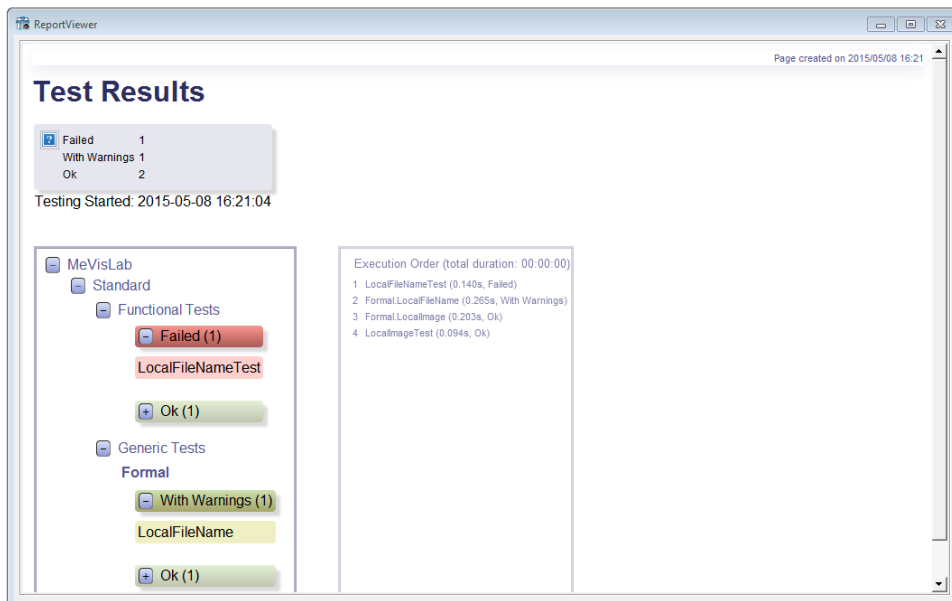 ReportViewer
Page created on 2015/05/08 16:21
Test Results
Failed 1
With Warnings 1
Ok 2
Testing Started: 2015-05-08 16:21:04
MeVisLab
Standard
Functional Tests
Failed (1)
LocalFileNameTest
Ok (1)
Generic Tests
Formal
With Warnings (1)
LocalFileName
Ok (1)
Execution Order (total duration: 00:00:00)
1 LocalFileNameTest (0.140s, Failed)
2 Formal.LocalFileName (0.265s, With Warnings)
3 Formal.LocalImage (0.203s, Ok)
4 LocalImageTest (0.094s, Ok)